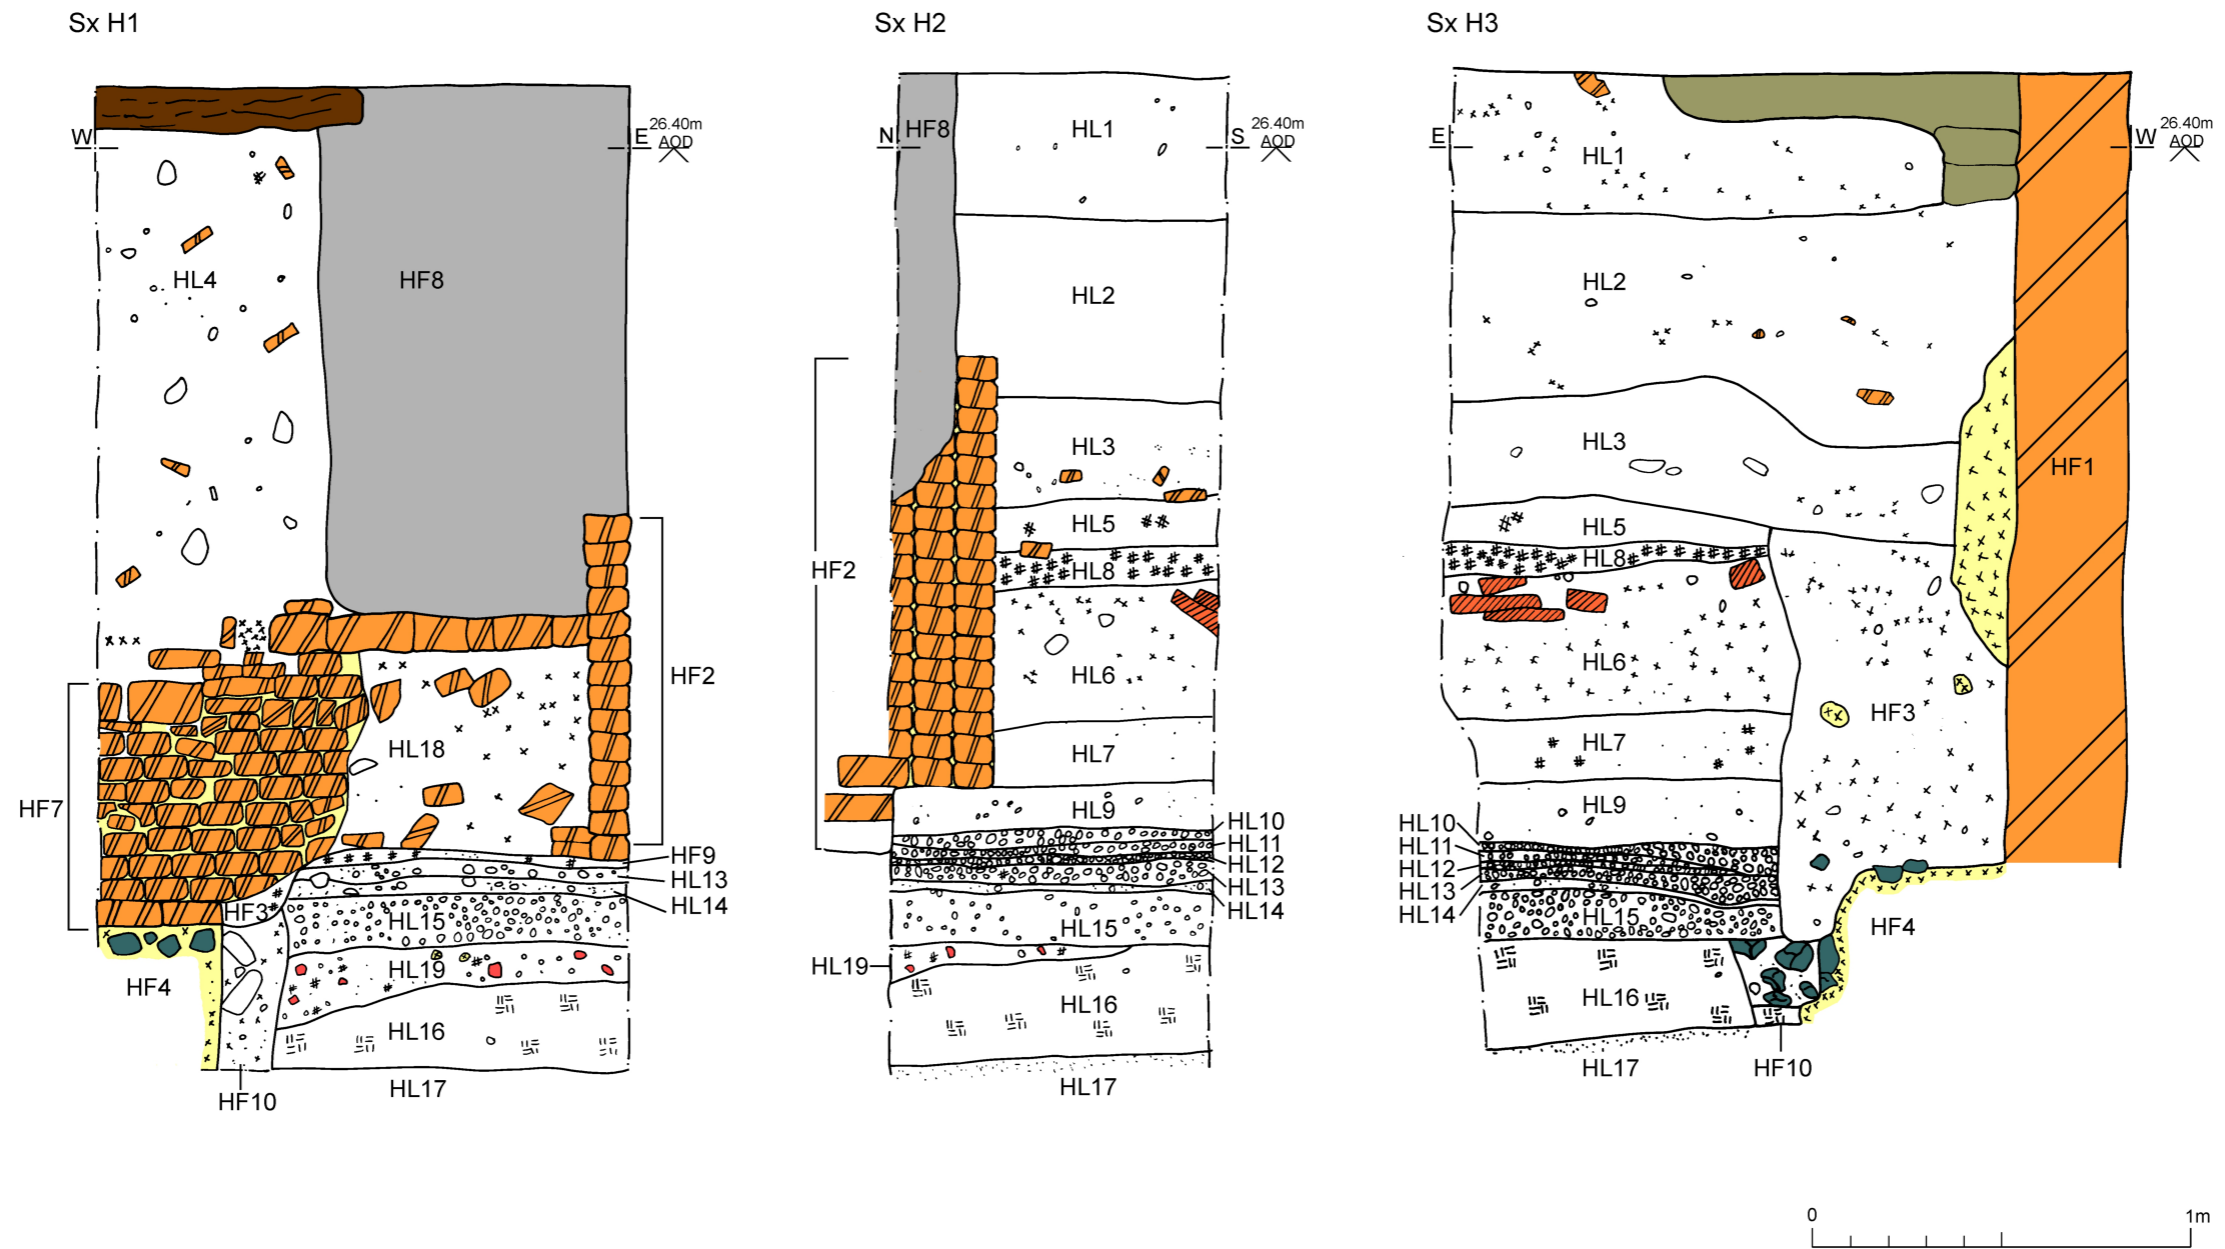 Sx H1
W
E
26.40m
AOD
HL4
HF8
HF2
HF7
HL18
HF9
HL13
HL14
HF3
HL15
HL19
HF4
HL16
HF10
HL17
Sx H2
N
HF8
HL1
S
26.40m
AOD
HL2
HL3
HL5
HF2
HL8
HL6
HL7
HL9
HL10
HL11
HL12
HL13
HL14
HL15
HL19
HL16
HL17
Sx H3
E
HL1
W
26.40m
AOD
HL2
HL3
HF1
HL5
HL8
HL6
HF3
HL7
HL9
HL10
HL11
HL12
HL13
HL14
HL15
HF4
HL16
HL17
HF10
0
1m